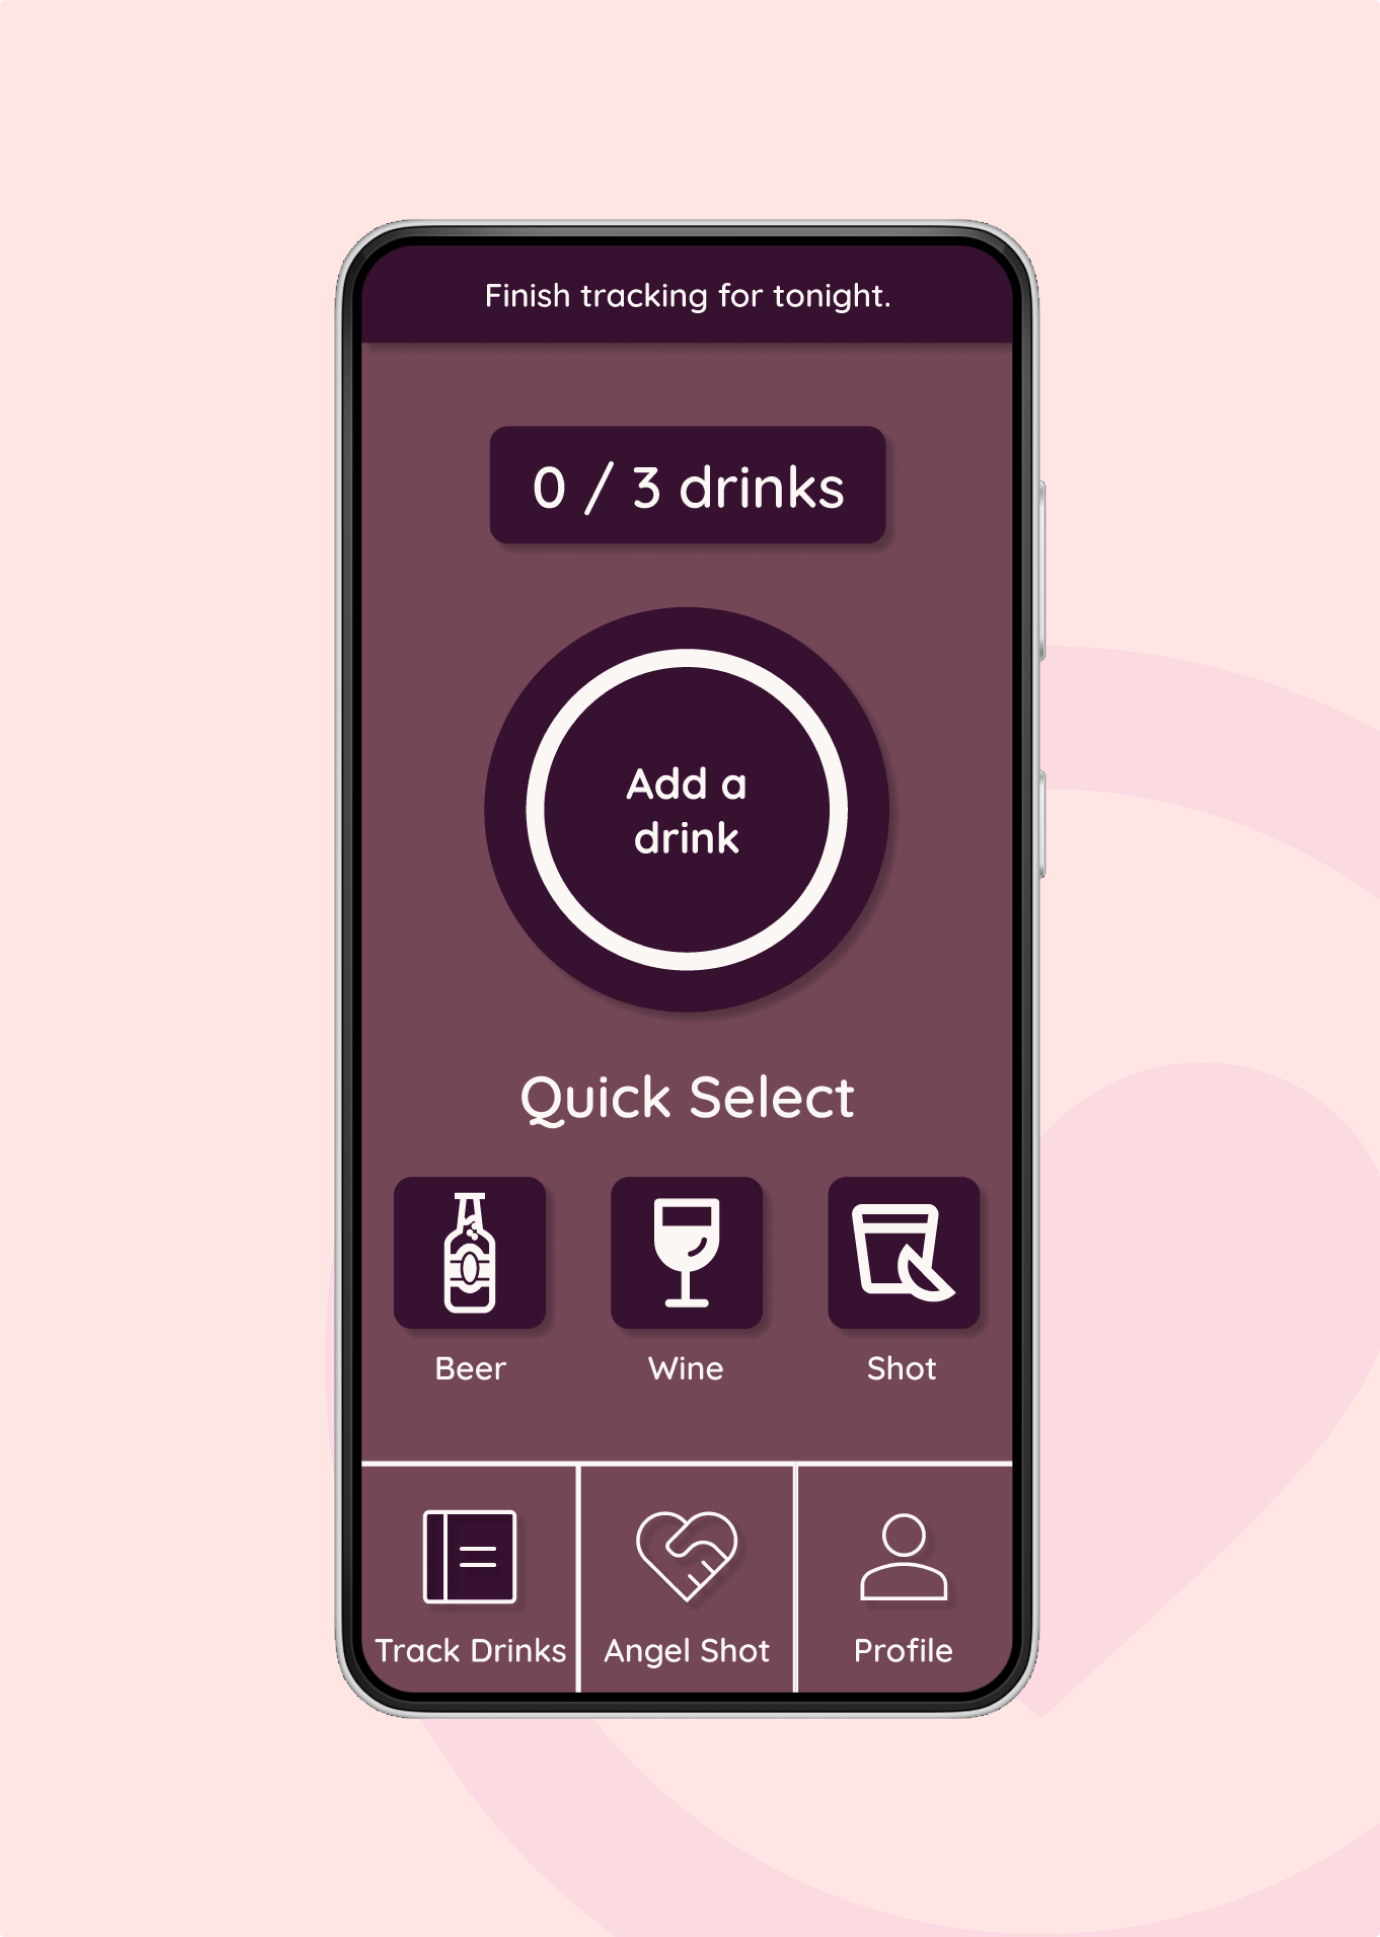 Finish tracking for tonight.
0 / 3 drinks
Add a
drink
Quick Select
Beer
Wine
Shot
Track Drinks
Angel Shot
Profile